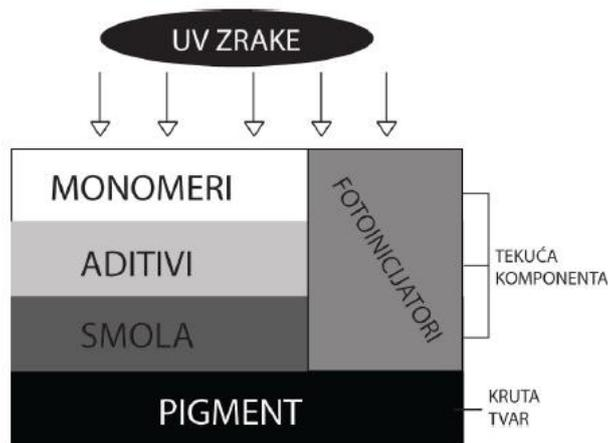 UV ZRAKE
MONOMERI
FOTOINICIJATORI
ADITIVI
SMOLA
TEKUĆA
KOMPONENTA
PIGMENT
KRUTA
TVAR